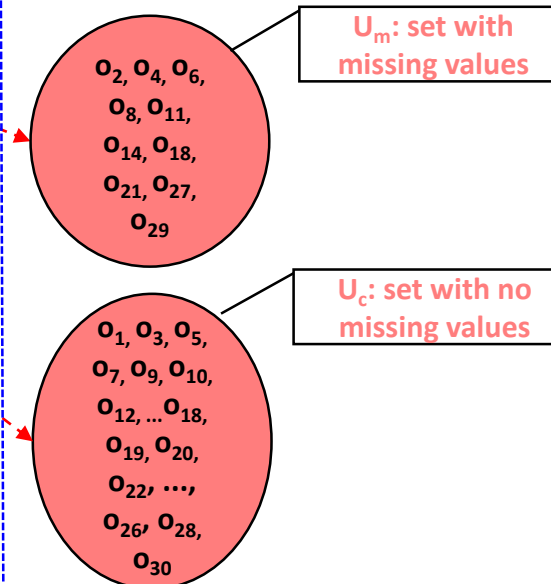 Uₘ: set with
missing values
O₂, O₄, O₆,
O₈, O₁₁,
O₁₄, O₁₈,
O₂₁, O₂₇,
O₂₉
U꜀: set with no
missing values
O₁, O₃, O₅,
O₇, O₉, O₁₀,
O₁₂, ...O₁₈,
O₁₉, O₂₀,
O₂₂, ...,
O₂₆, O₂₈,
O₃₀